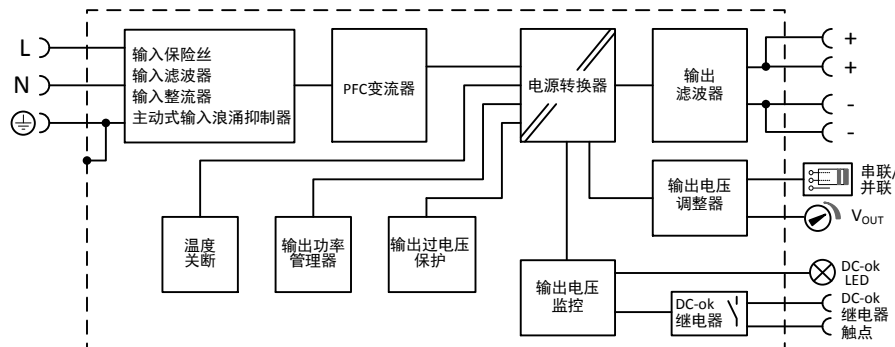 L
N
输入保险丝
输入滤波器
输入整流器
主动式输入浪涌抑制器
PFC变流器
电源转换器
输出
滤波器
+
+
-
-
输出电压
调整器
串联/
并联
VOUT
温度
关断
输出功率
管理器
输出过电压
保护
输出电压
监控
DC-ok
LED
DC-ok
继电器
DC-ok
继电器
触点